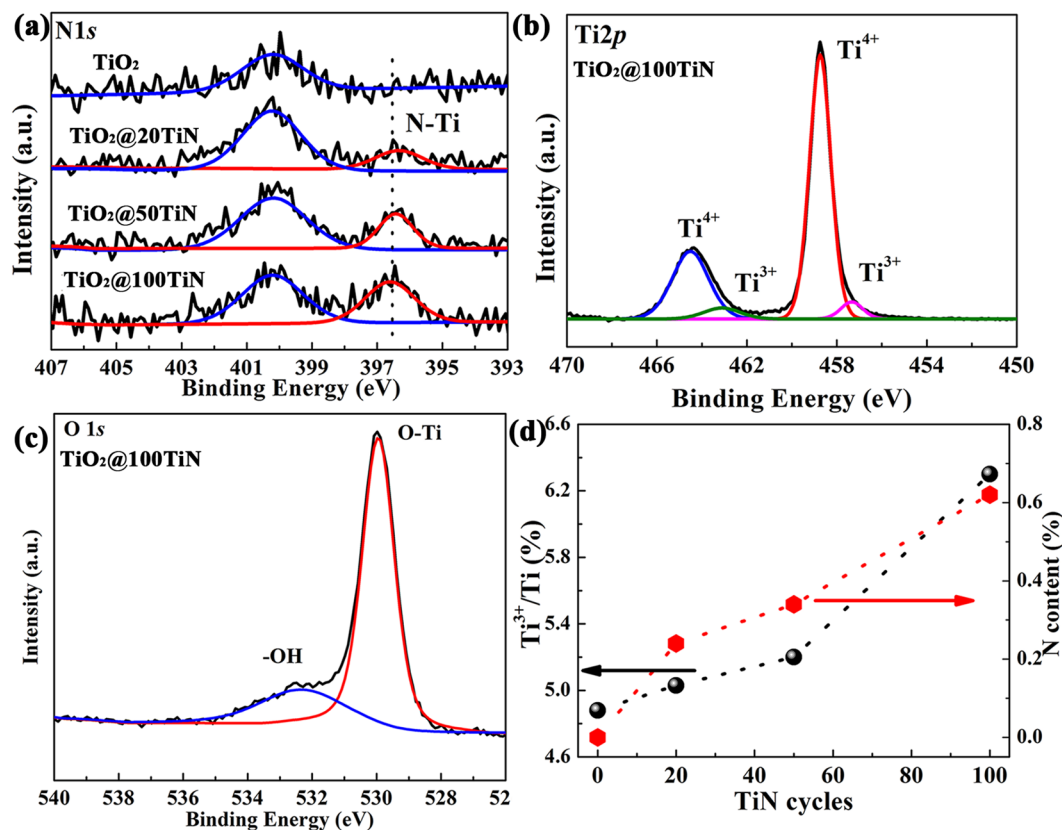 (a)
N1s
TiO₂
TiO₂@20TiN
N-Ti
TiO₂@50TiN
TiO₂@100TiN
Intensity (a.u.)
407 405 403 401 399 397 395 393
Binding Energy (eV)
(b)
Ti2p
TiO₂@100TiN
Ti⁴⁺
Ti⁴⁺
Ti³⁺
Ti³⁺
Intensity (a.u.)
470 466 462 458 454 450
Binding Energy (eV)
(c)
O 1s
TiO₂@100TiN
O-Ti
-OH
Intensity (a.u.)
540 538 536 534 532 530 528 52
Binding Energy (eV)
(d)
6.6
6.2
5.8
5.4
5.0
4.6
Ti³⁺/Ti (%)
0.8
0.6
0.4
0.2
0.0
N content (%)
0 20 40 60 80 100
TiN cycles